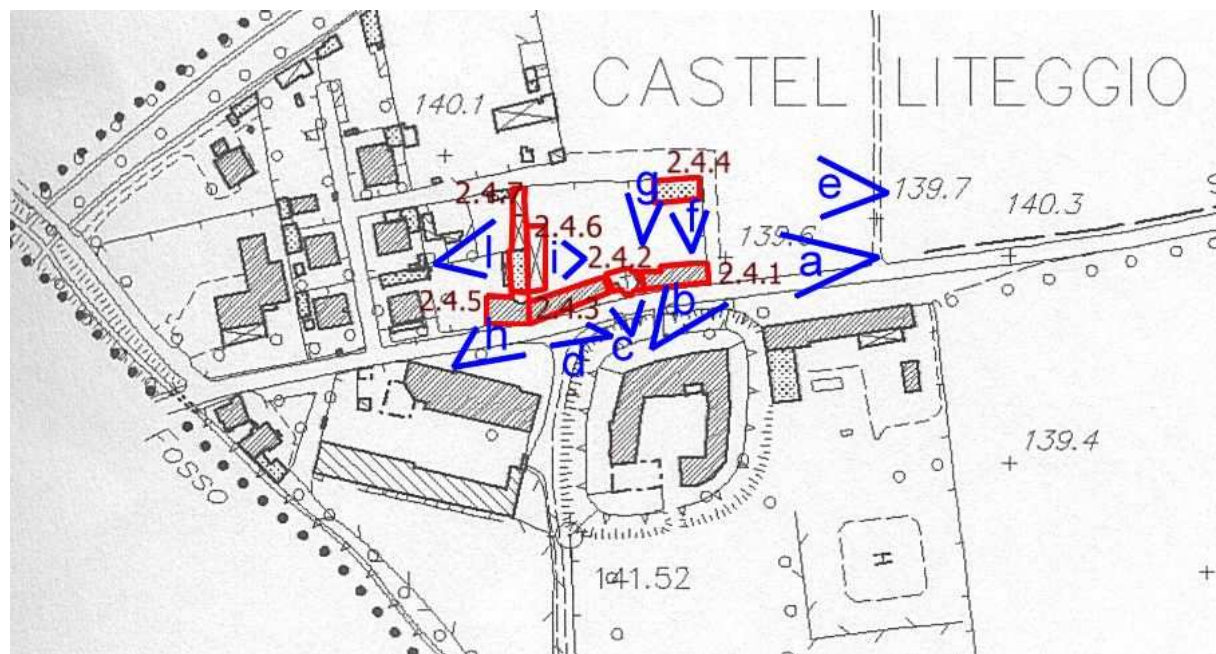 CASTEL LITEGGIO
140.1
2.4.4
2.4.7
g
e
139.7
140.3
S
f
2.4.6
139.6
l
i
2.4.2
a
2.4.1
2.4.5
2.4.3
b
h
c
d
FOSSO
139.4
H
141.52